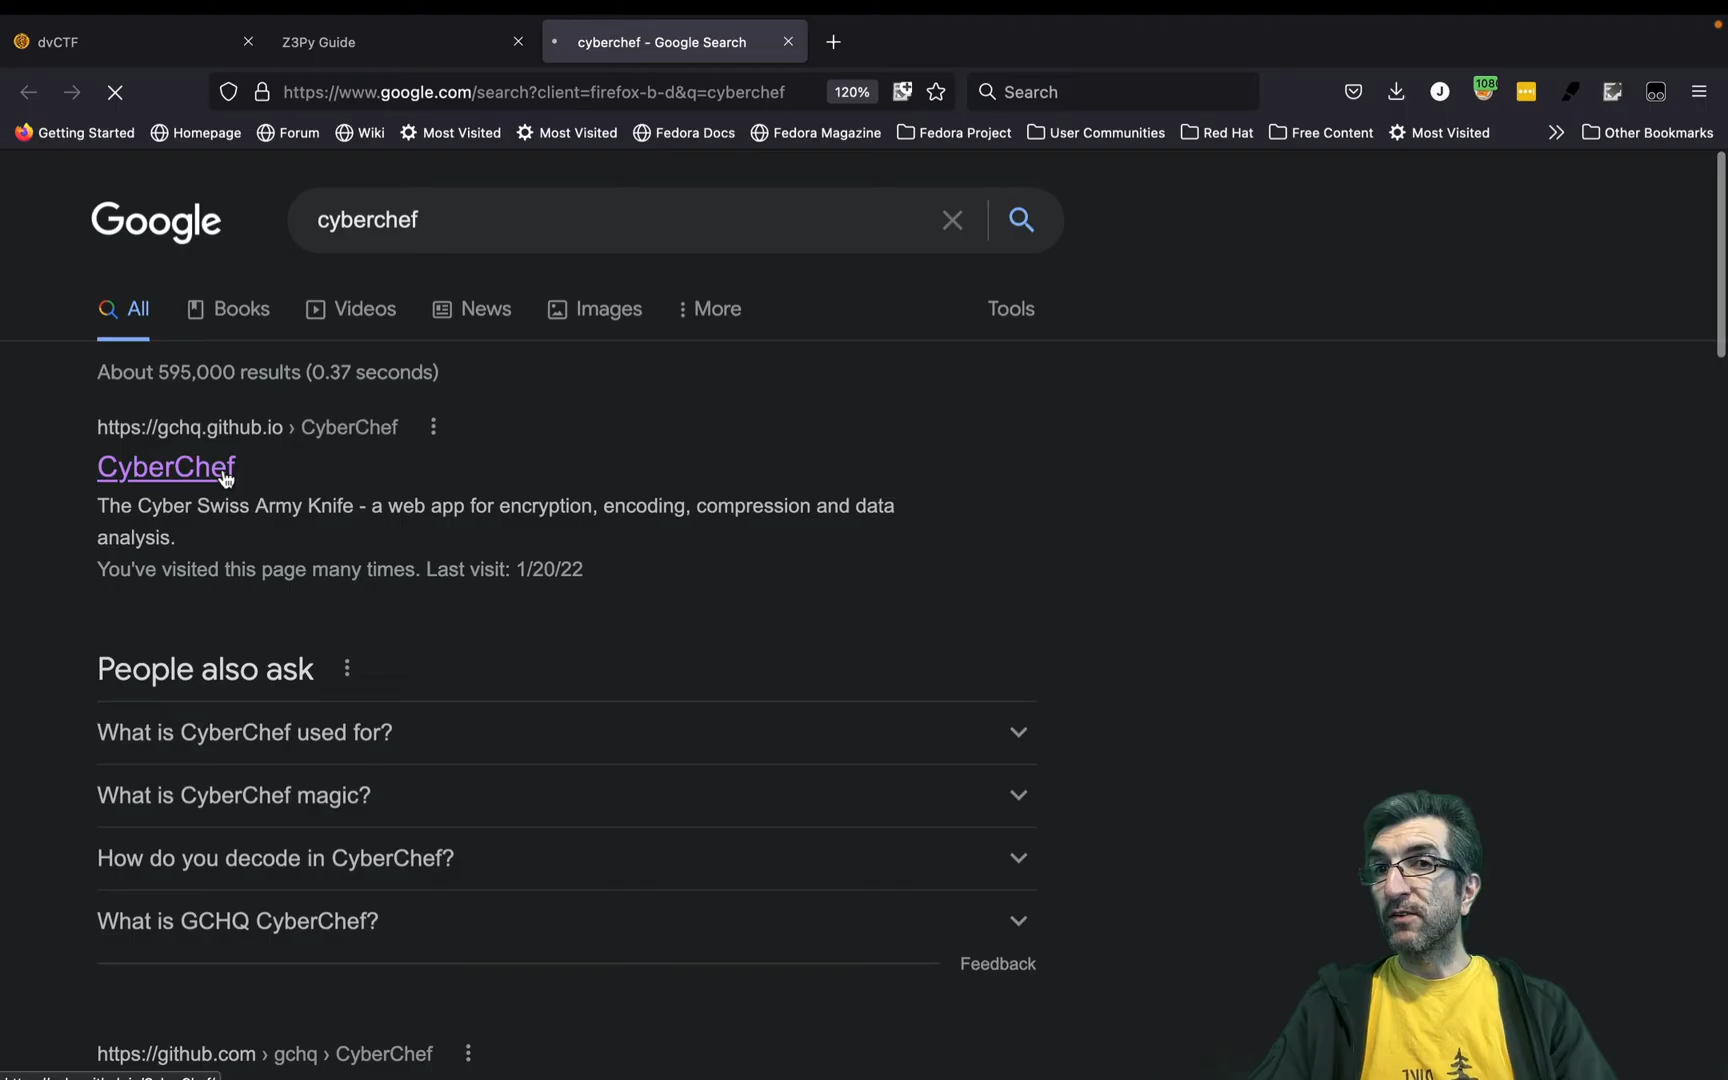 dvCTF
Z3Py Guide
cyberchef - Google Search
https://www.google.com/search?client=firefox-b-d&q=cyberchef
120%
Search
Getting Started
Homepage
Forum
Wiki
Most Visited
Most Visited
Fedora Docs
Fedora Magazine
Fedora Project
User Communities
Red Hat
Free Content
Most Visited
Other Bookmarks
Google
cyberchef
All
Books
Videos
News
Images
More
Tools
About 595,000 results (0.37 seconds)
https://gchq.github.io › CyberChef
CyberChef
The Cyber Swiss Army Knife - a web app for encryption, encoding, compression and data
analysis.
You've visited this page many times. Last visit: 1/20/22
People also ask
What is CyberChef used for?
What is CyberChef magic?
How do you decode in CyberChef?
What is GCHQ CyberChef?
Feedback
https://github.com › gchq › CyberChef